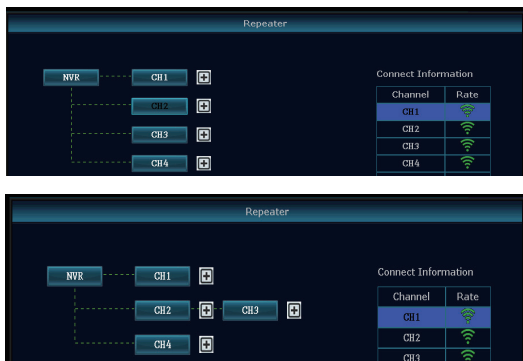 Repeater
NVR CH1 Connect Information
Channel Rate
CH2 CH1
CH3 CH2
CH3
CH4 CH4
Repeater
NVR CH1 Connect Information
Channel Rate
CH2 CH3 CH1
CH2
CH4 CH3